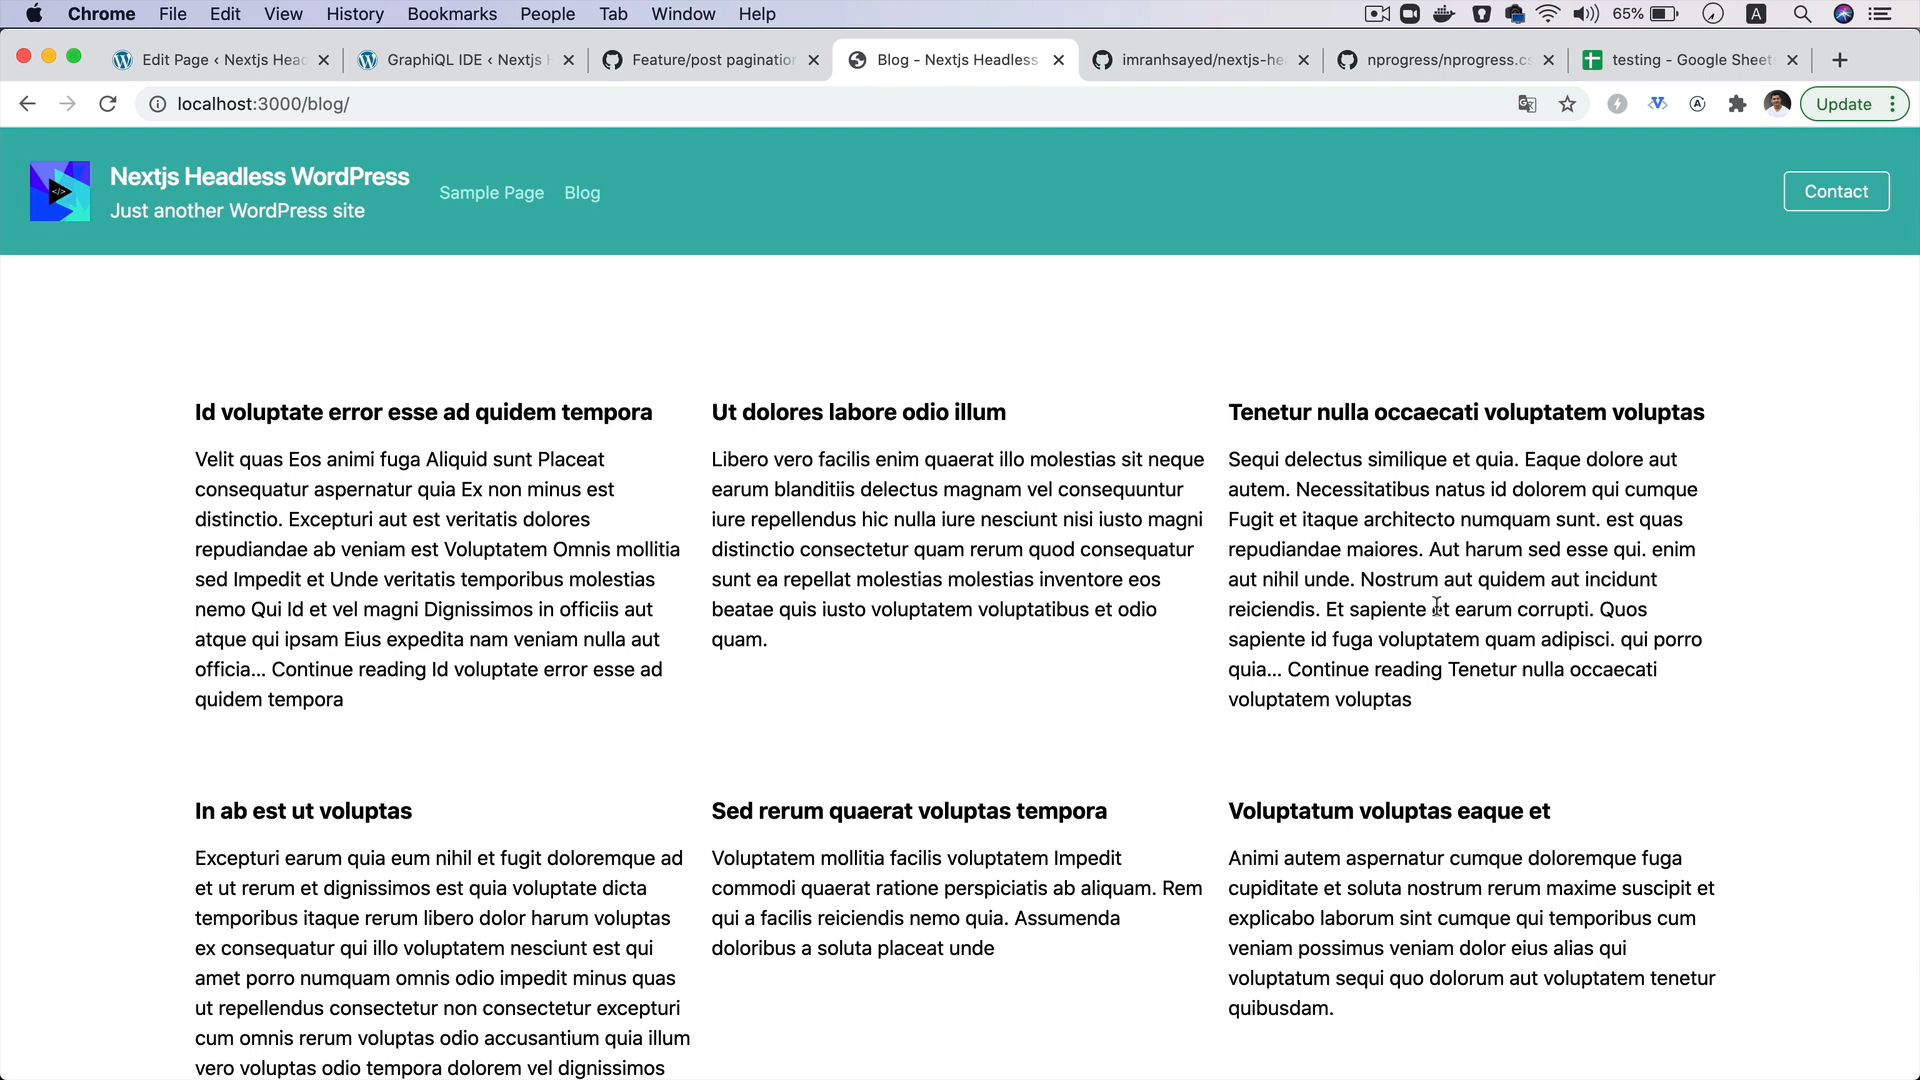 Chrome File Edit View History Bookmarks People Tab Window Help 65% A
Edit Page ‹ Nextjs Head
GraphiQL IDE ‹ Nextjs H
Feature/post pagination
Blog - Nextjs Headless
imranhsayed/nextjs-he
nprogress/nprogress.cs
testing - Google Sheets
localhost:3000/blog/
Update
Nextjs Headless WordPress
Just another WordPress site
Sample Page Blog
Contact
Id voluptate error esse ad quidem tempora
Velit quas Eos animi fuga Aliquid sunt Placeat
consequatur aspernatur quia Ex non minus est
distinctio. Excepturi aut est veritatis dolores
repudiandae ab veniam est Voluptatem Omnis mollitia
sed Impedit et Unde veritatis temporibus molestias
nemo Qui Id et vel magni Dignissimos in officiis aut
atque qui ipsam Eius expedita nam veniam nulla aut
officia... Continue reading Id voluptate error esse ad
quidem tempora
Ut dolores labore odio illum
Libero vero facilis enim quaerat illo molestias sit neque
earum blanditiis delectus magnam vel consequuntur
iure repellendus hic nulla iure nesciunt nisi iusto magni
distinctio consectetur quam rerum quod consequatur
sunt ea repellat molestias molestias inventore eos
beatae quis iusto voluptatem voluptatibus et odio
quam.
Tenetur nulla occaecati voluptatem voluptas
Sequi delectus similique et quia. Eaque dolore aut
autem. Necessitatibus natus id dolorem qui cumque
Fugit et itaque architecto numquam sunt. est quas
repudiandae maiores. Aut harum sed esse qui. enim
aut nihil unde. Nostrum aut quidem aut incidunt
reiciendis. Et sapiente et earum corrupti. Quos
sapiente id fuga voluptatem quam adipisci. qui porro
quia... Continue reading Tenetur nulla occaecati
voluptatem voluptas
In ab est ut voluptas
Excepturi earum quia eum nihil et fugit doloremque ad
et ut rerum et dignissimos est quia voluptate dicta
temporibus itaque rerum libero dolor harum voluptas
ex consequatur qui illo voluptatem nesciunt est qui
amet porro numquam omnis odio impedit minus quas
ut repellendus consectetur non consectetur excepturi
cum omnis rerum voluptas odio accusantium quia illum
vero voluptas odio tempora dolorem vel dignissimos
Sed rerum quaerat voluptas tempora
Voluptatem mollitia facilis voluptatem Impedit
commodi quaerat ratione perspiciatis ab aliquam. Rem
qui a facilis reiciendis nemo quia. Assumenda
doloribus a soluta placeat unde
Voluptatum voluptas eaque et
Animi autem aspernatur cumque doloremque fuga
cupiditate et soluta nostrum rerum maxime suscipit et
explicabo laborum sint cumque qui temporibus cum
veniam possimus veniam dolor eius alias qui
voluptatum sequi quo dolorum aut voluptatem tenetur
quibusdam.